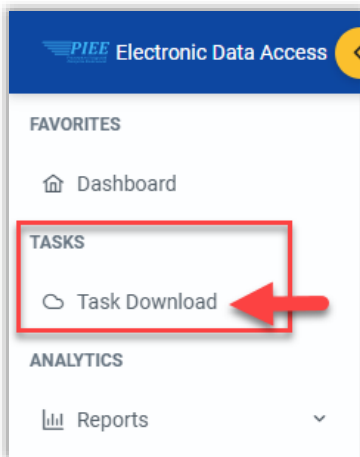 PIEE Electronic Data Access
FAVORITES
Dashboard
TASKS
Task Download
ANALYTICS
Reports